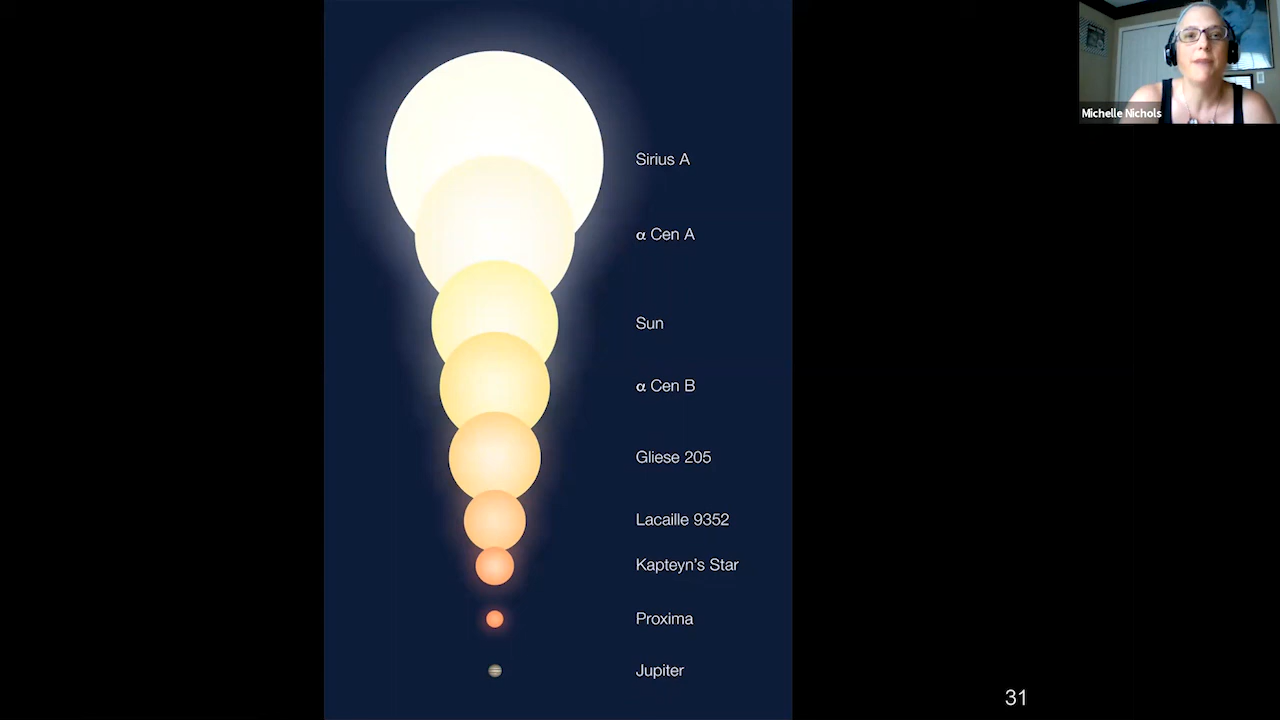 Michelle Nichols
Sirius A
α Cen A
Sun
α Cen B
Gliese 205
Lacaille 9352
Kapteyn's Star
Proxima
Jupiter
31